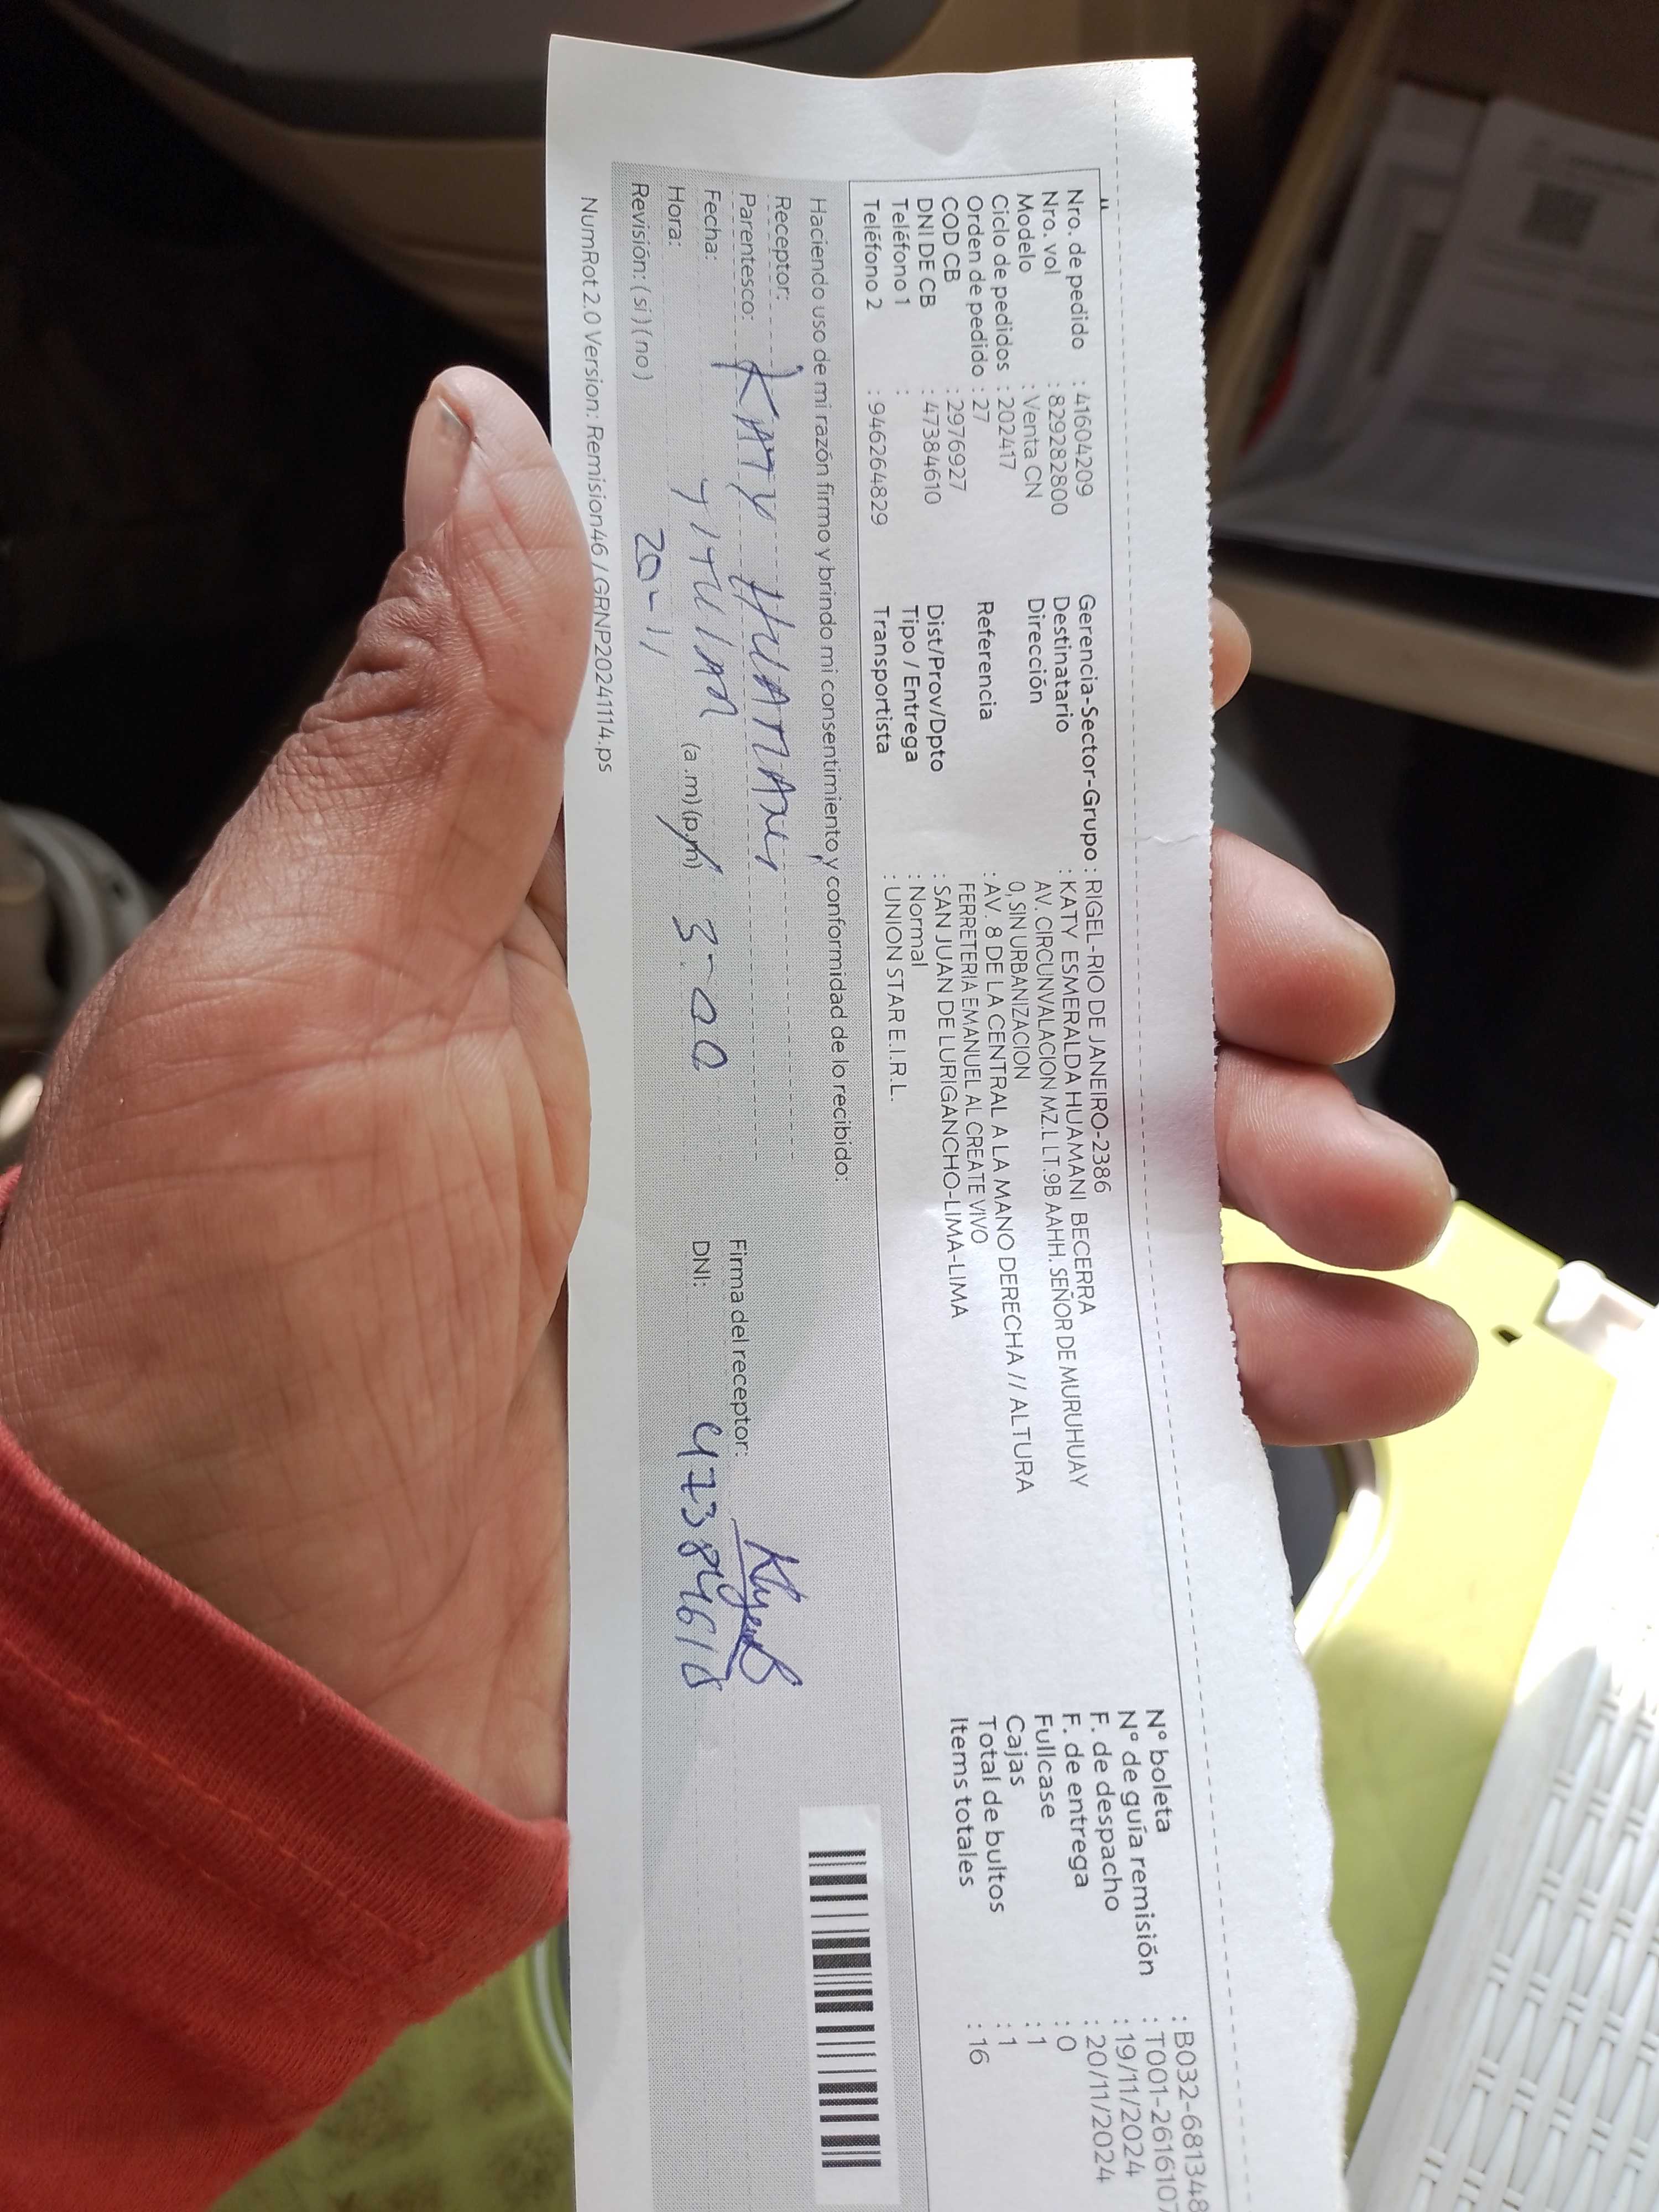 Nro. de pedido : 41604209
Nro. vol : 829282800
Modelo : Venta CN
Ciclo de pedidos : 202417
Orden de pedido : 27
COD CB : 2976927
DNI DE CB : 47384610
Teléfono 1 :
Teléfono 2 : 946264829
Gerencia-Sector-Grupo : RIGEL-RIO DE JANEIRO-2386
Destinatario : KATY ESMERALDA HUAMANI BECERRA
Dirección AV. CIRCUNVALACION MZ.L LT.9B AAHH. SEÑOR DE MURUHUAY
0, SIN URBANIZACION
Referencia : AV. 8 DE LA CENTRAL A LA MANO DERECHA // ALTURA
FERRETERIA EMANUEL AL CREATE VIVO
Dist/Prov/Dpto : SAN JUAN DE LURIGANCHO-LIMA-LIMA
Tipo / Entrega : Normal
Transportista : UNION STAR E.I.R.L.
Nº boleta : B032-681348
Nº de guía remisión : T001-2616107
F. de despacho : 19/11/2024
F. de entrega : 20/11/2024
Fullcase : 0
Cajas : 1
Total de bultos : 1
Items totales : 16
Haciendo uso de mi razón firmo y brindo mi consentimiento y conformidad de lo recibido:
Receptor: KATY HUAMANI
Parentesco: TITULAR
Fecha: 20-11
Hora: (a .m) (p.m) 3-00
Revisión: ( si ) ( no )
Firma del receptor:
DNI: 47384610
NumRot 2.0 Version: Remision46 / GRNP20241114.ps